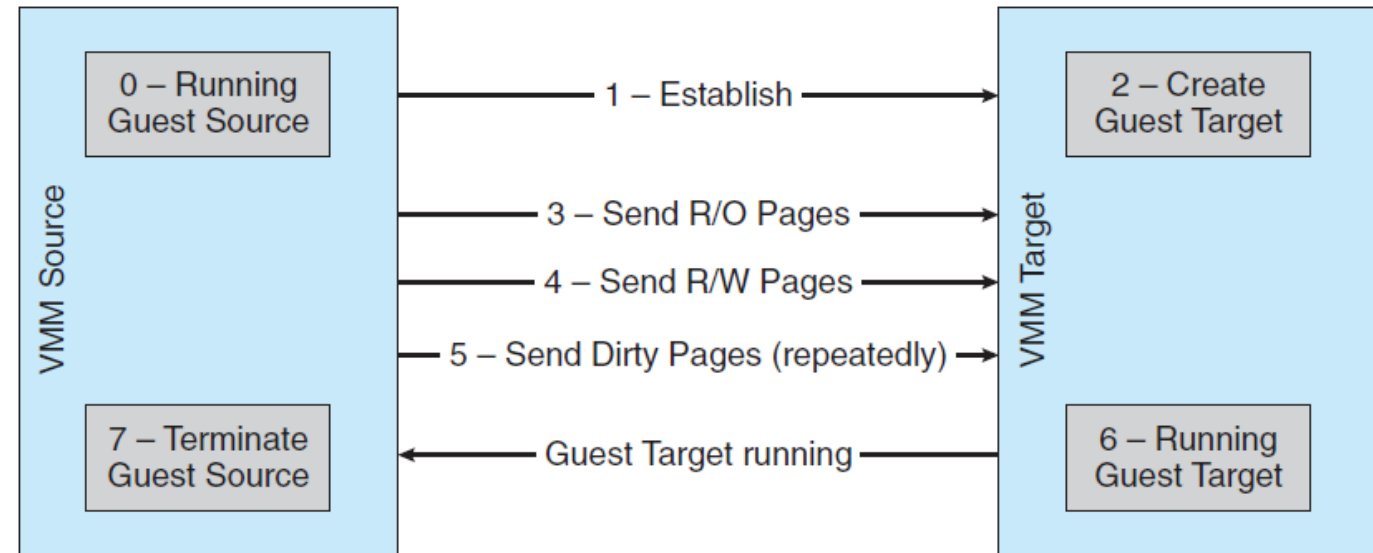 VMM Source
0 – Running
Guest Source
1 – Establish
2 – Create
Guest Target
3 – Send R/O Pages
4 – Send R/W Pages
5 – Send Dirty Pages (repeatedly)
VMM Target
7 – Terminate
Guest Source
Guest Target running
6 – Running
Guest Target